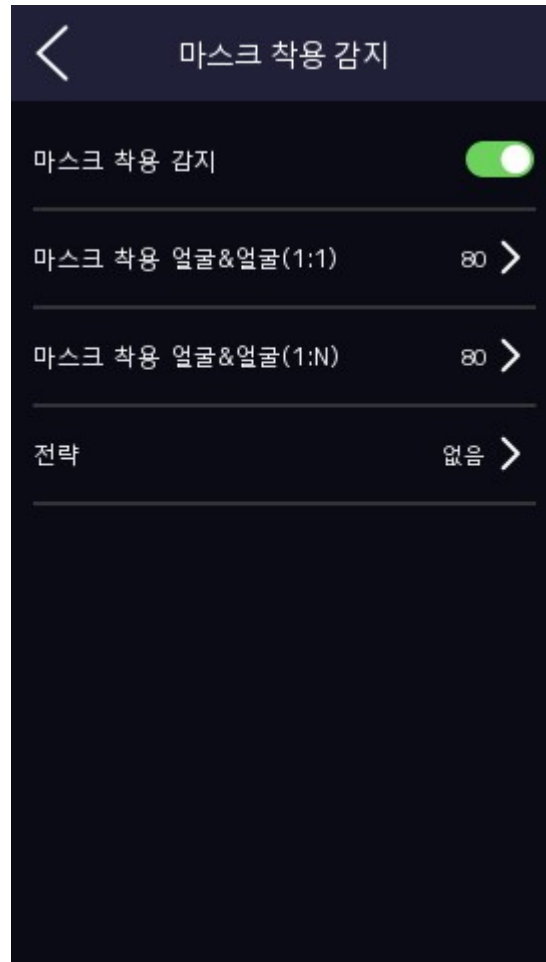 마스크 착용 감지
마스크 착용 감지
마스크 착용 얼굴&얼굴(1:1) 80
마스크 착용 얼굴&얼굴(1:N) 80
전략 없음